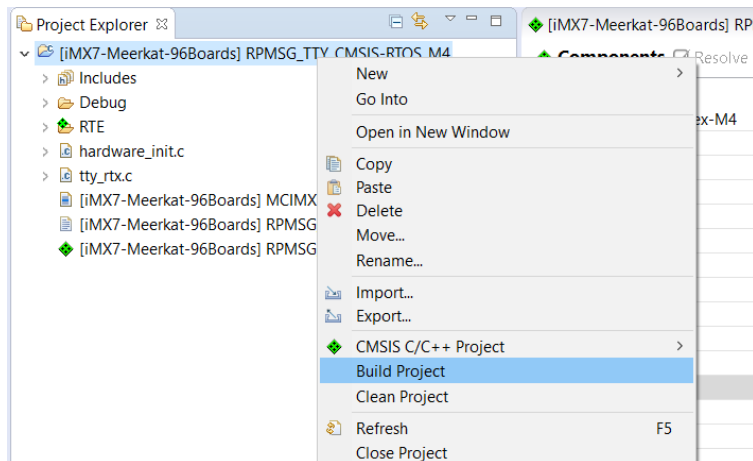 Project Explorer
[iMX7-Meerkat-96Boards] RP
[iMX7-Meerkat-96Boards] RPMSG_TTY_CMSIS-RTOS_M4
Components
Resolve
Includes
Debug
RTE
hardware_init.c
tty_rtx.c
[iMX7-Meerkat-96Boards] MCIMX
[iMX7-Meerkat-96Boards] RPMSG
[iMX7-Meerkat-96Boards] RPMSG
New
Go Into
Open in New Window
Copy
Paste
Delete
Move...
Rename...
Import...
Export...
CMSIS C/C++ Project
Build Project
Clean Project
Refresh F5
Close Project
ex-M4